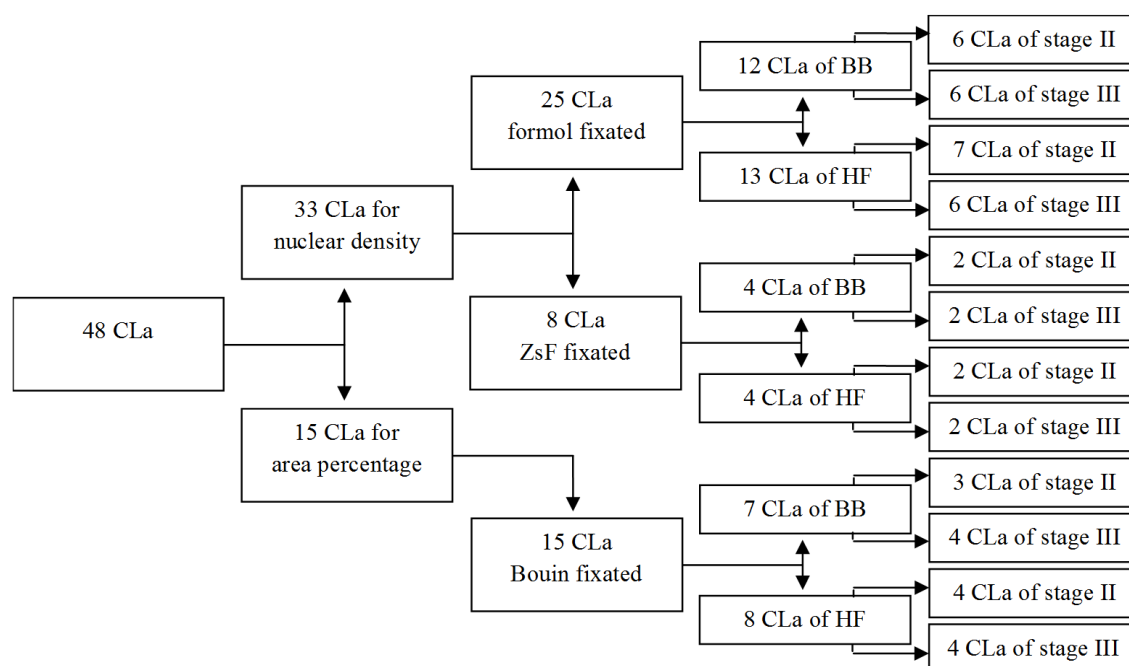 48 CLa
33 CLa for
nuclear density
15 CLa for
area percentage
25 CLa
formol fixated
8 CLa
ZsF fixated
15 CLa
Bouin fixated
12 CLa of BB
13 CLa of HF
4 CLa of BB
4 CLa of HF
7 CLa of BB
8 CLa of HF
6 CLa of stage II
6 CLa of stage III
7 CLa of stage II
6 CLa of stage III
2 CLa of stage II
2 CLa of stage III
2 CLa of stage II
2 CLa of stage III
3 CLa of stage II
4 CLa of stage III
4 CLa of stage II
4 CLa of stage III